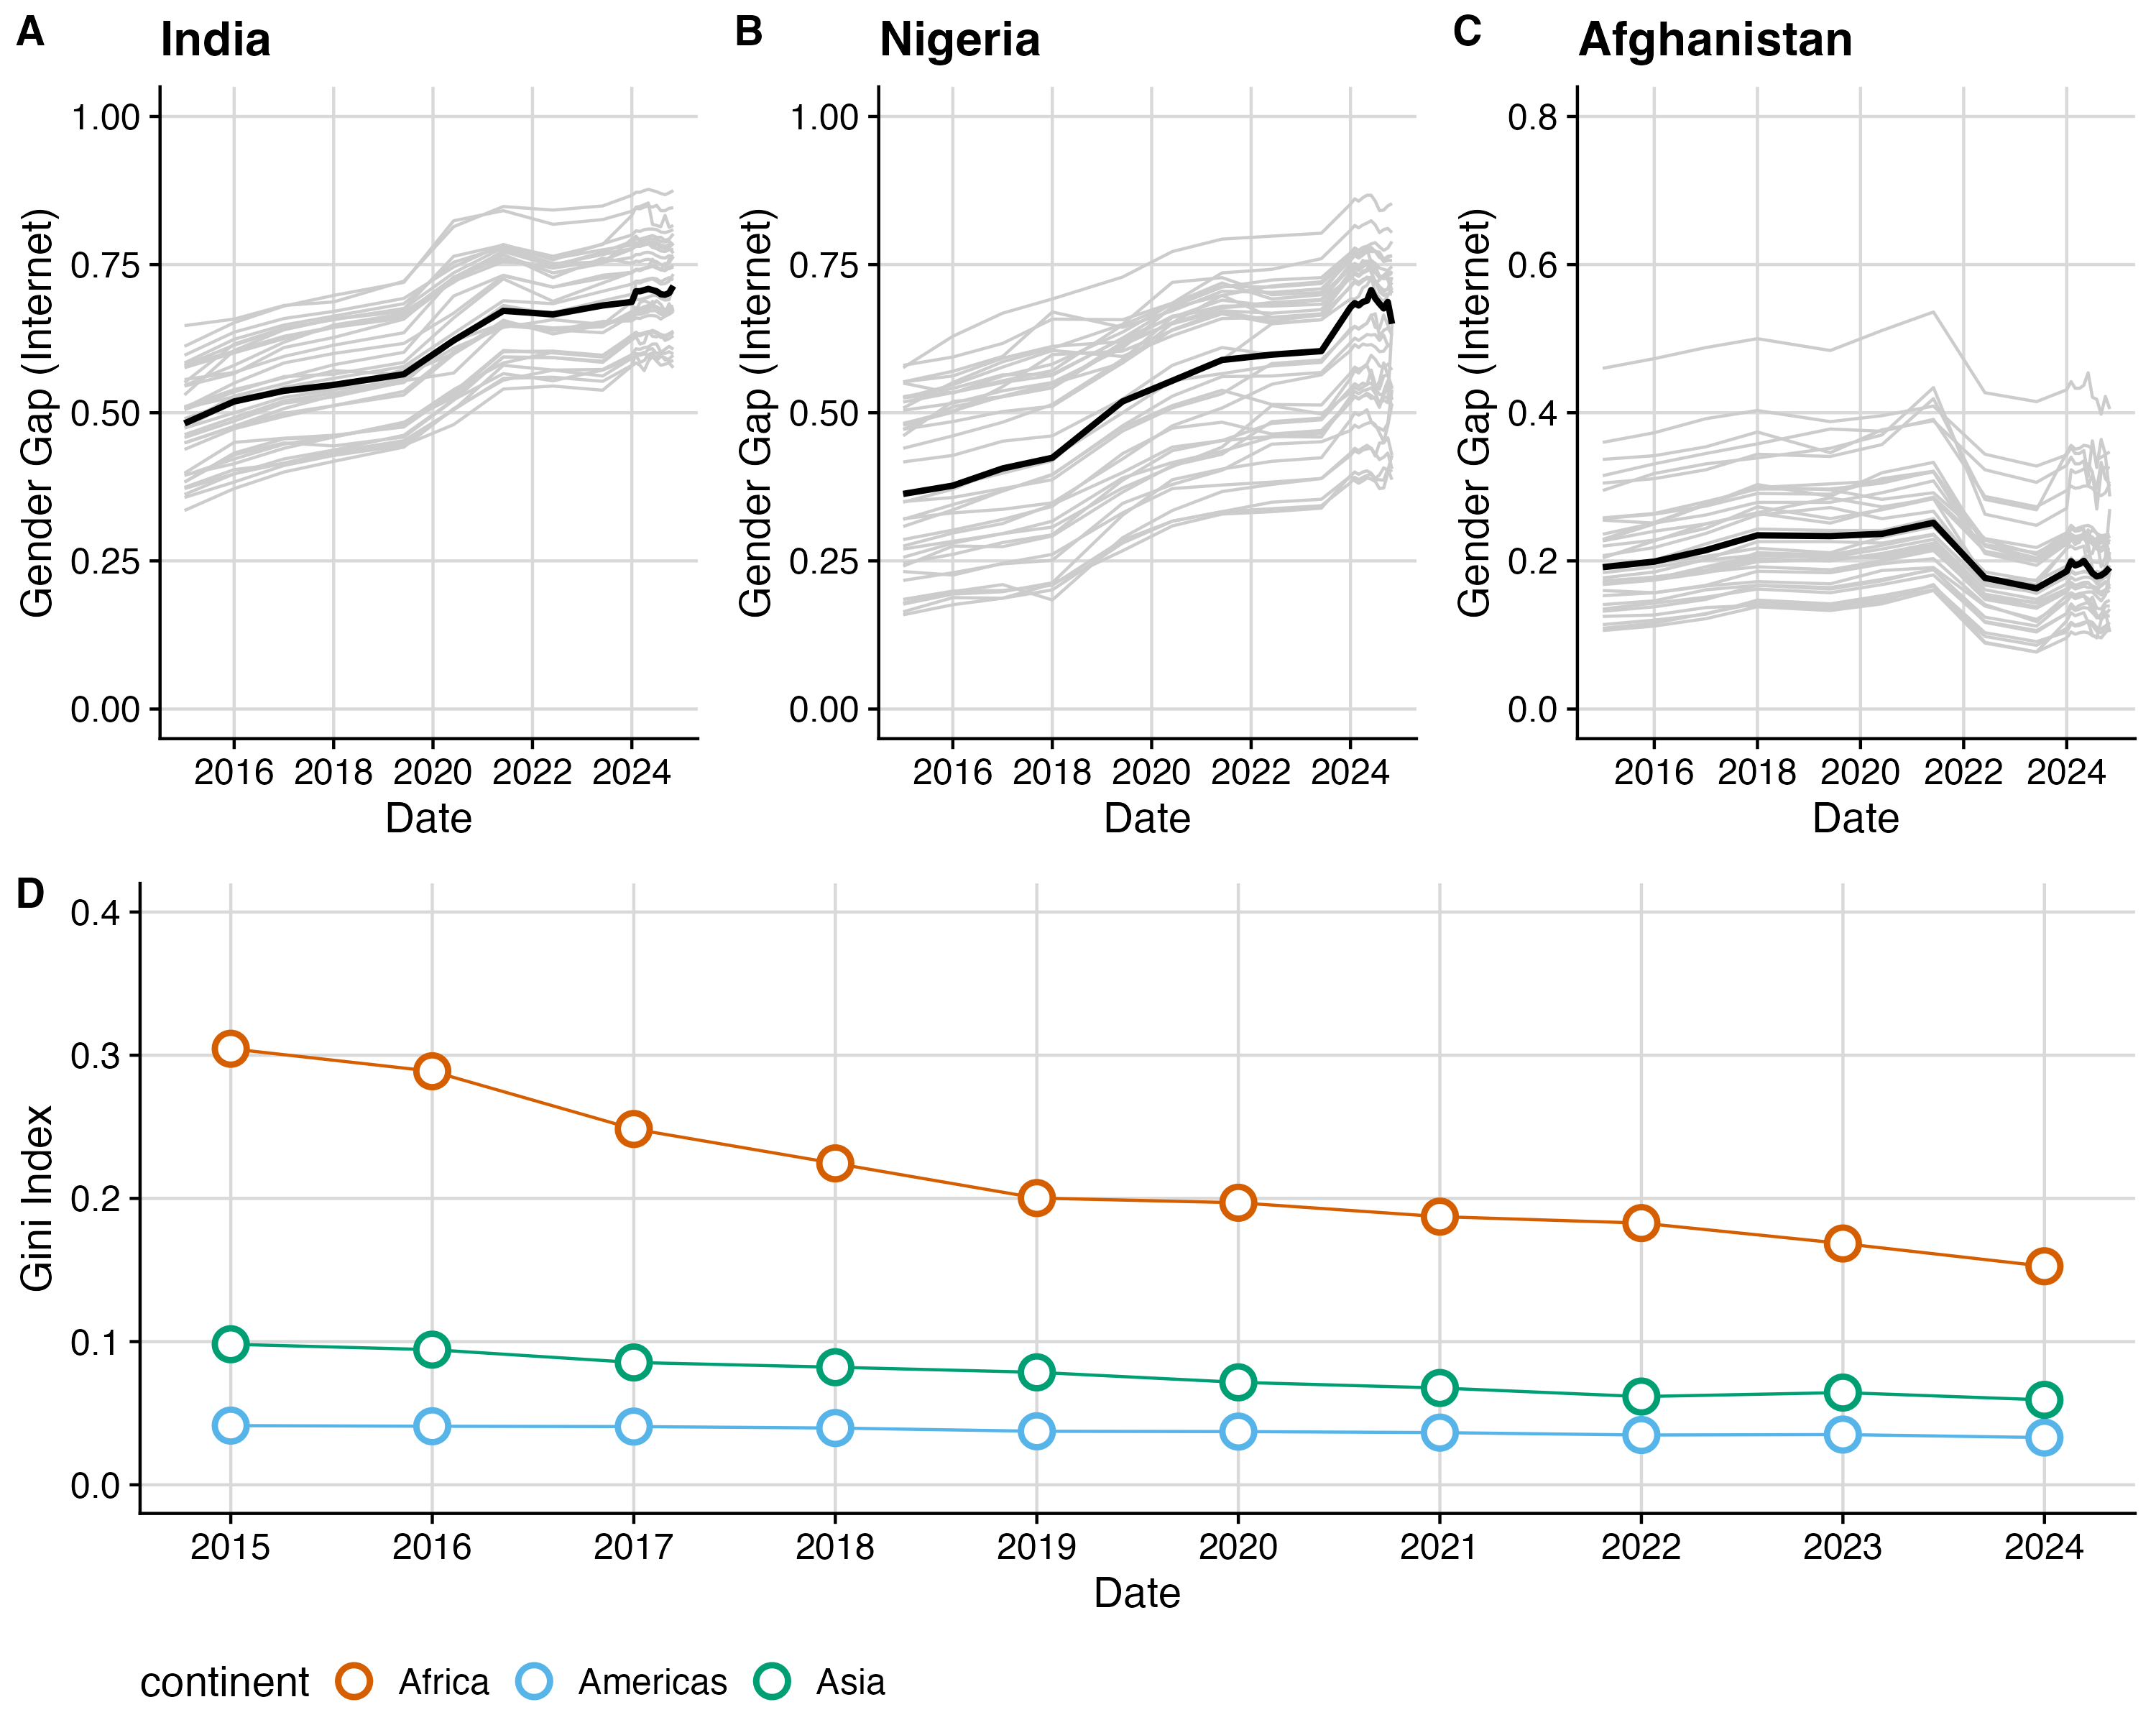 A India
Gender Gap (Internet)
1.00
0.75
0.50
0.25
0.00
2016 2018 2020 2022 2024
Date
B Nigeria
Gender Gap (Internet)
1.00
0.75
0.50
0.25
0.00
2016 2018 2020 2022 2024
Date
C Afghanistan
Gender Gap (Internet)
0.8
0.6
0.4
0.2
0.0
2016 2018 2020 2022 2024
Date
D
Gini Index
0.4
0.3
0.2
0.1
0.0
2015 2016 2017 2018 2019 2020 2021 2022 2023 2024
Date
continent Africa Americas Asia